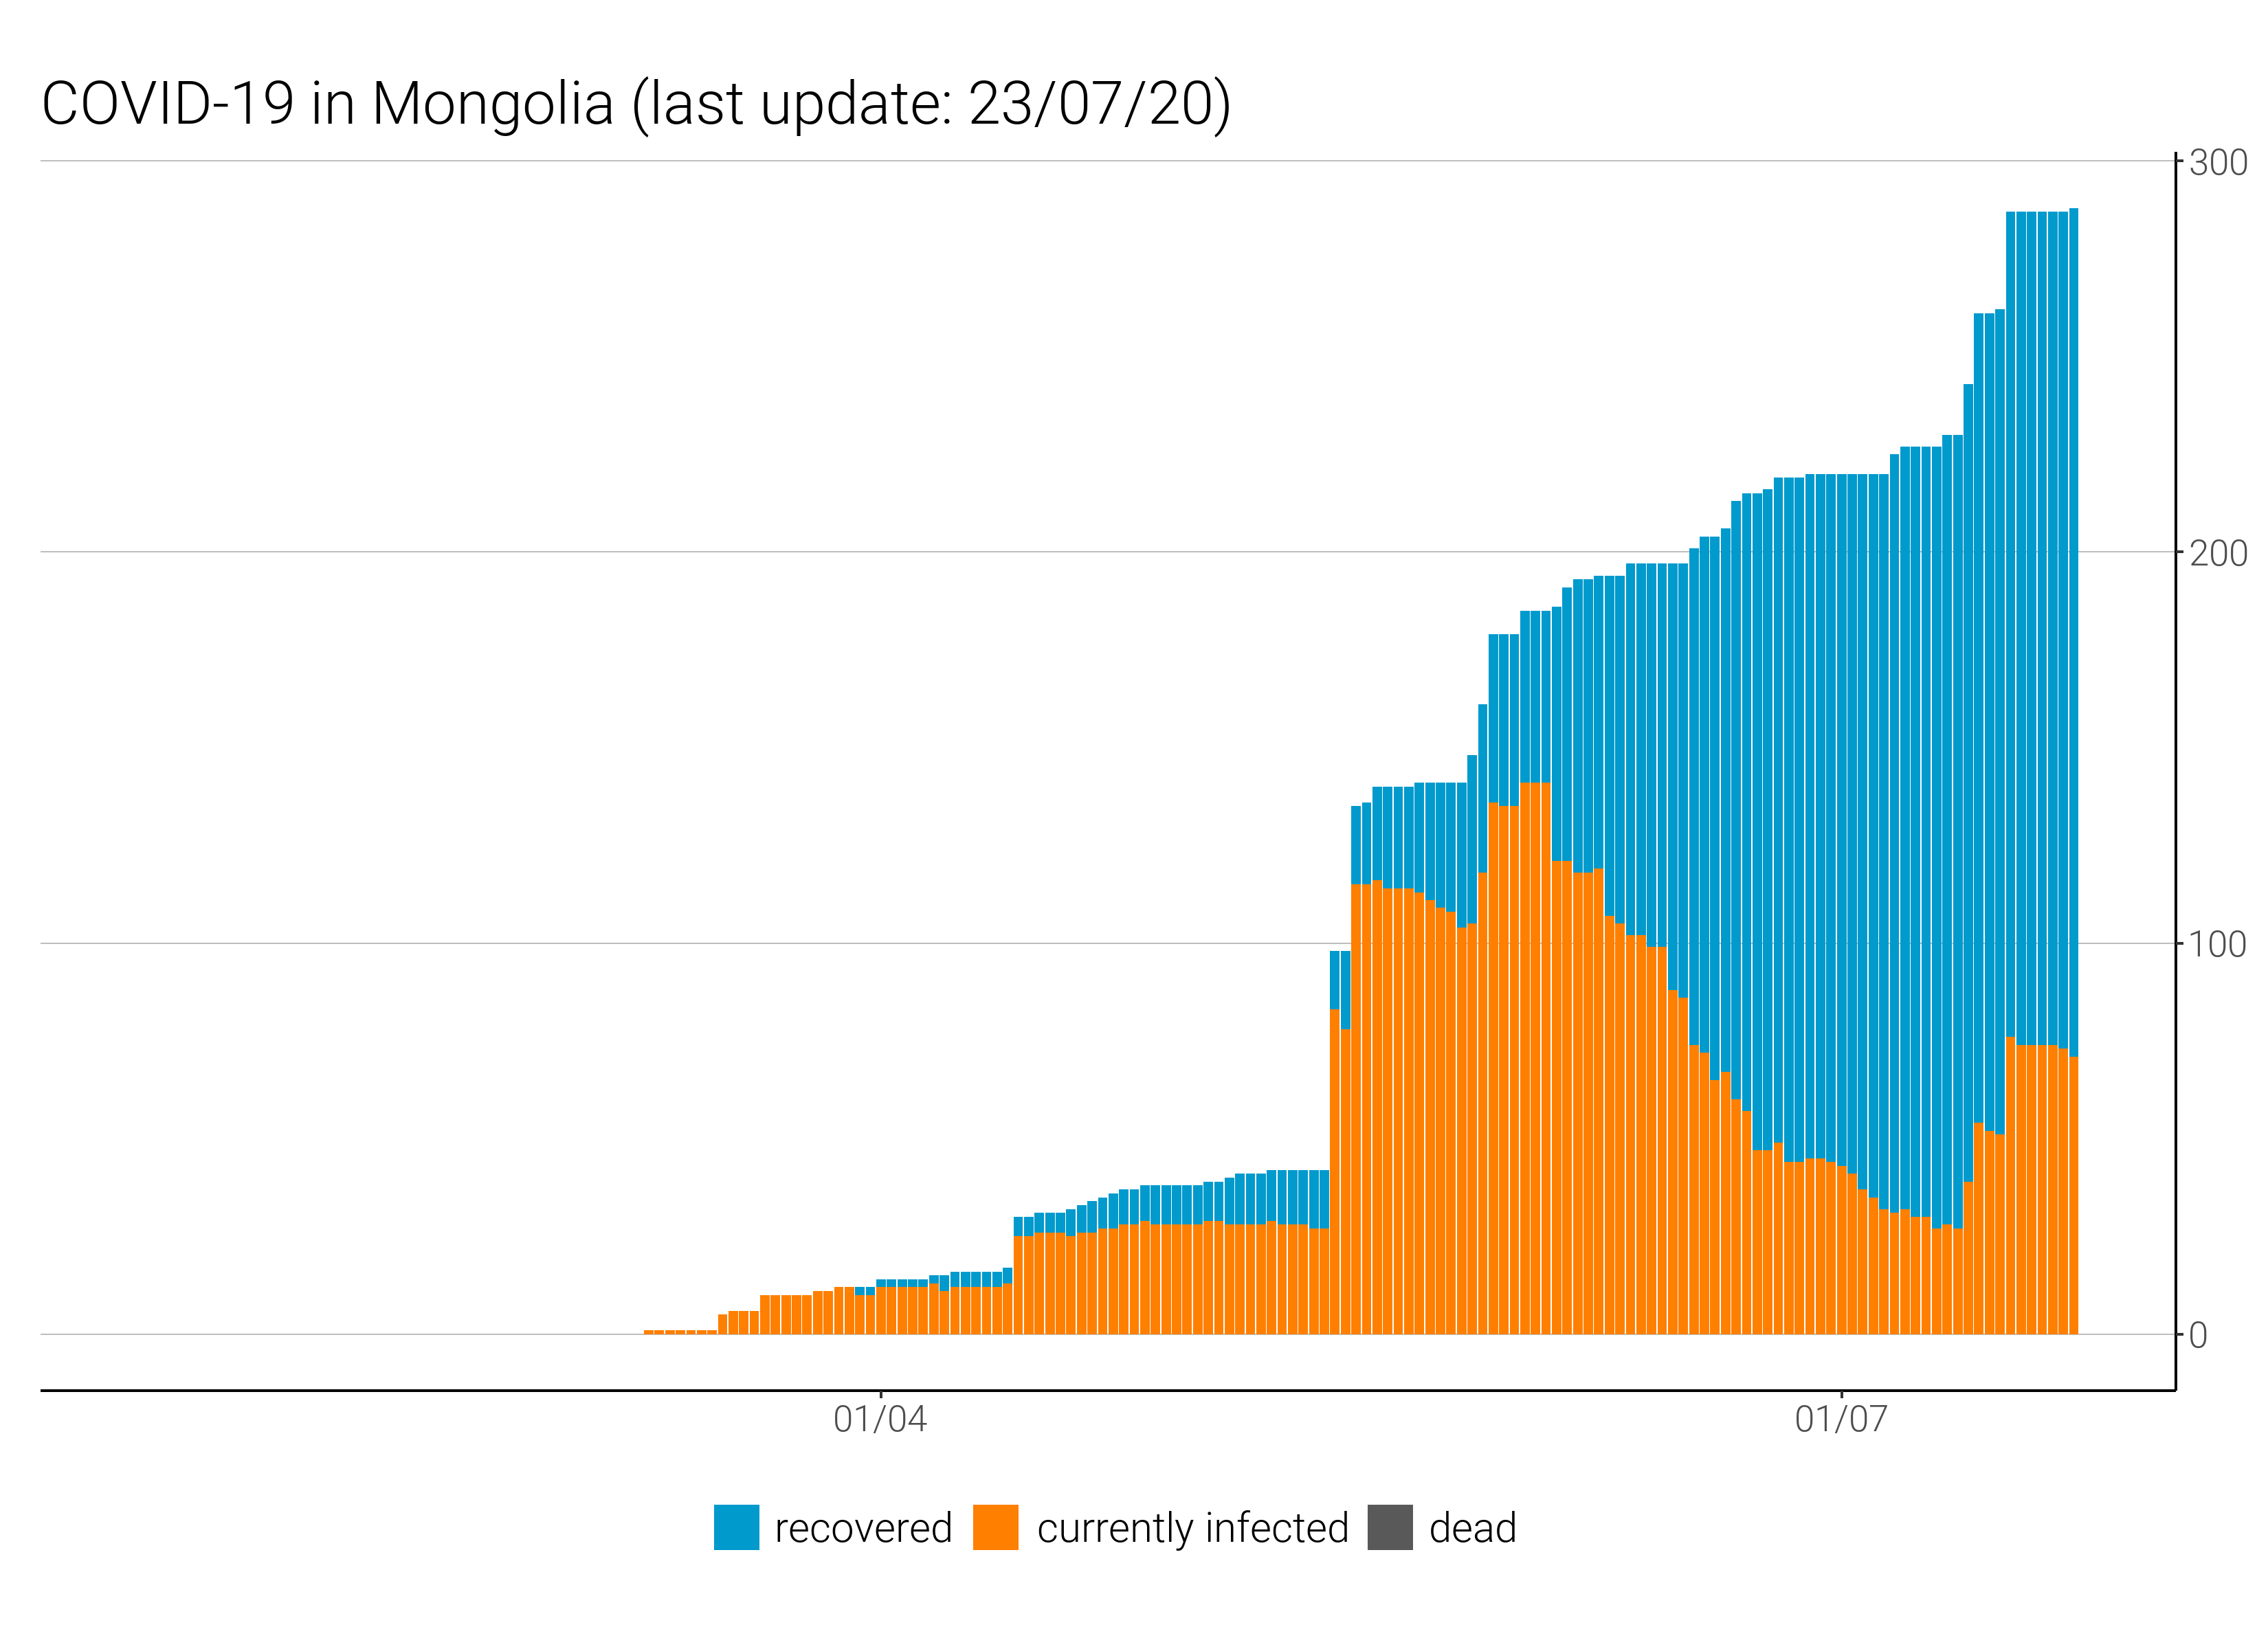 COVID-19 in Mongolia (last update: 23/07/20)
300
200
100
0
01/04 01/07
recovered currently infected dead